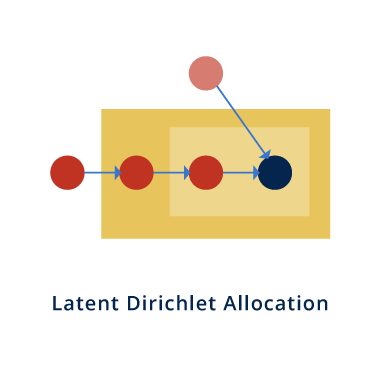 Latent Dirichlet Allocation